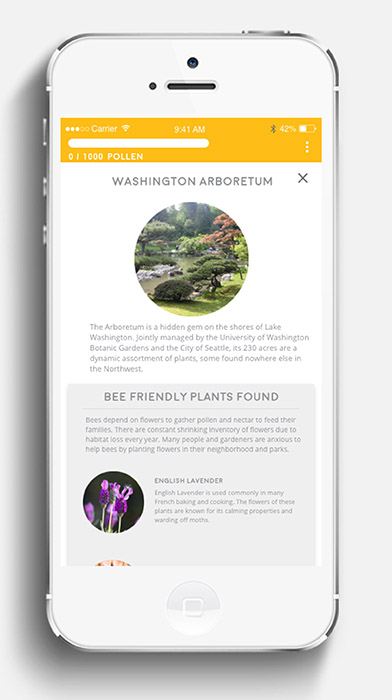 Carrier 9:41 AM 42%
0 | 1000 POLLEN
WASHINGTON ARBORETUM
The Arboretum is a hidden gem on the shores of Lake
Washington. Jointly managed by the University of Washington
Botanic Gardens and the City of Seattle, its 230 acres are a
dynamic assortment of plants, some found nowhere else in
the Northwest.
BEE FRIENDLY PLANTS FOUND
Bees depend on flowers to gather pollen and nectar to feed their
families. There are constant shrinking inventory of flowers due to
habitat loss every year. Many people and gardeners are anxious to
help bees by planting flowers in their neghborhood and parks.
ENGLISH LAVENDER
English Lavender is used commonly in many
French baking and cooking. The flowers of these
plants are known for its calming properties and
warding off moths.